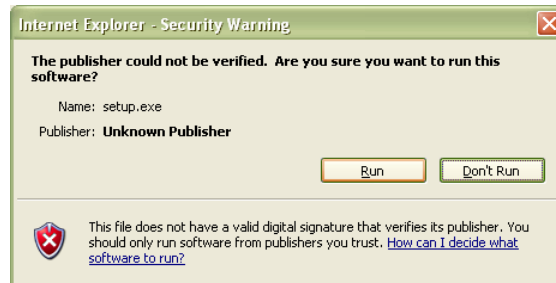 Internet Explorer - Security Warning
The publisher could not be verified. Are you sure you want to run this
software?
Name: setup.exe
Publisher: Unknown Publisher
Run Don't Run
This file does not have a valid digital signature that verifies its publisher. You
should only run software from publishers you trust. How can I decide what
software to run?